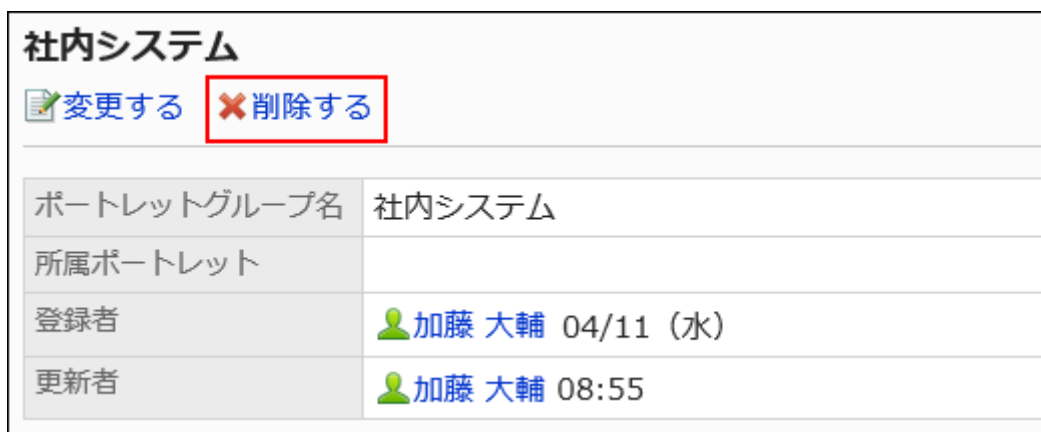 社内システム
変更する 削除する
ポートレットグループ名 社内システム
所属ポートレット
登録者 加藤 大輔 04/11（水）
更新者 加藤 大輔 08:55